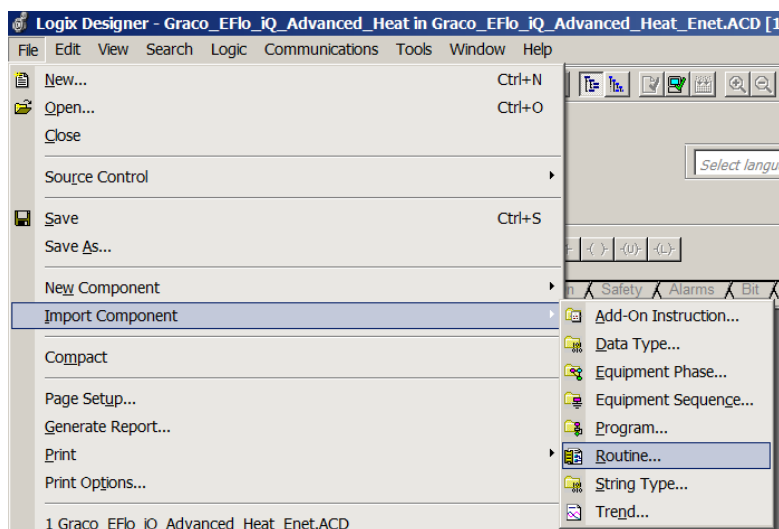 Logix Designer - Graco_EFlo_iQ_Advanced_Heat in Graco_EFlo_iQ_Advanced_Heat_Enet.ACD [1
File Edit View Search Logic Communications Tools Window Help
New... Ctrl+N
Open... Ctrl+O
Close
Select langu
Source Control
Save Ctrl+S
Save As...
-( )- -(U)- -(L)-
New Component
n Safety Alarms Bit
Import Component
Add-On Instruction...
Data Type...
Compact
Equipment Phase...
Page Setup...
Equipment Sequence...
Generate Report...
Program...
Print
Routine...
Print Options...
String Type...
Trend...
1 Graco_EFlo_iQ_Advanced_Heat_Enet.ACD